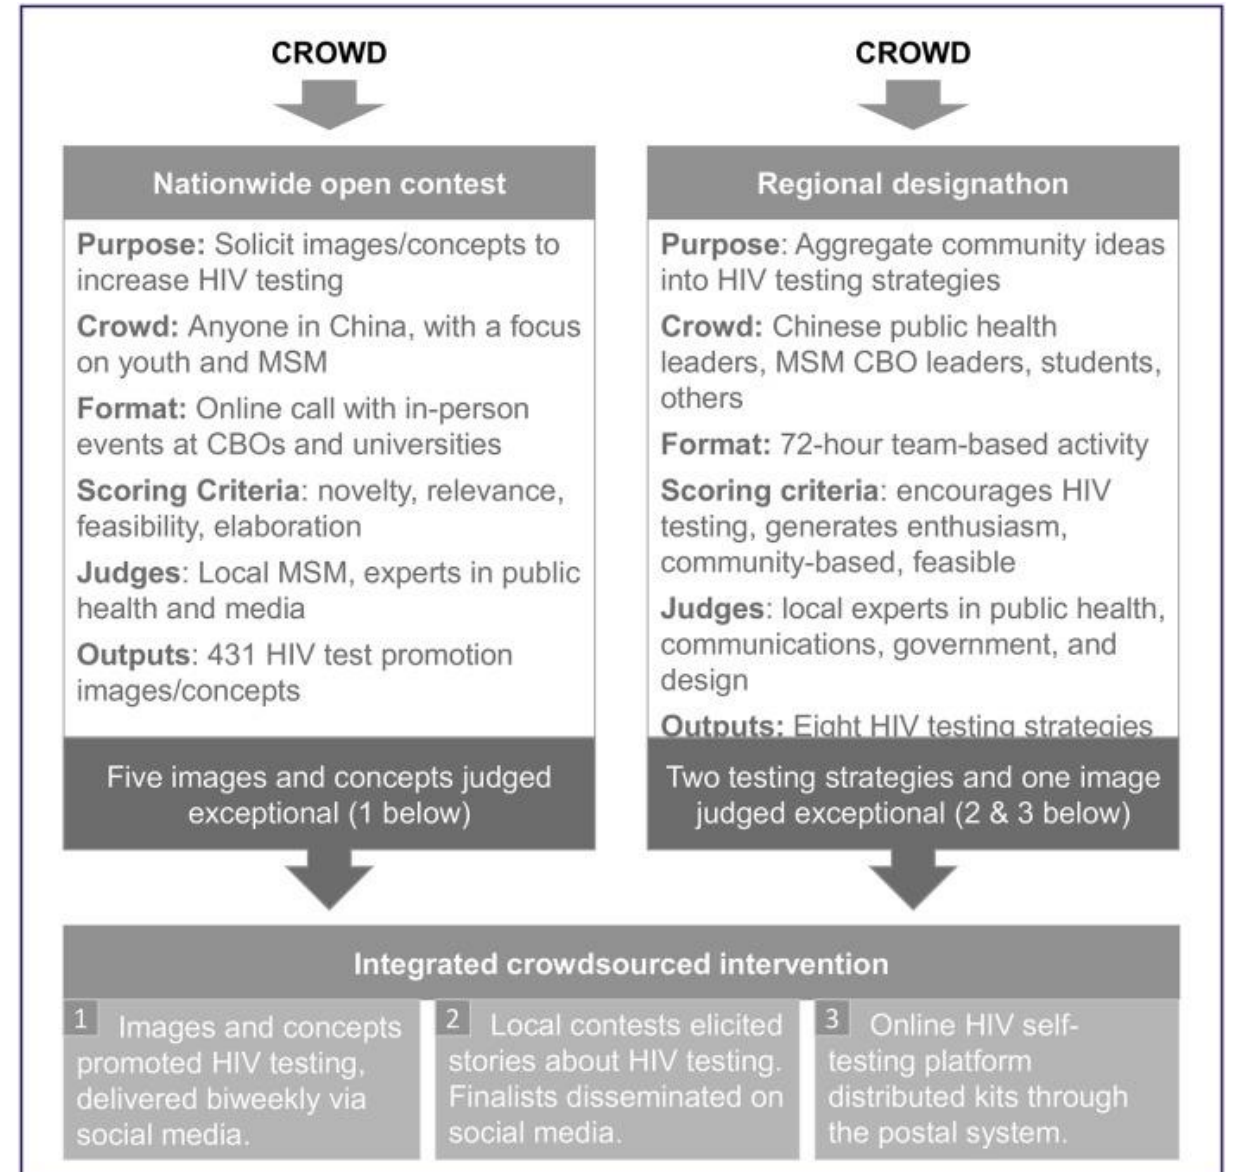 CROWD
Nationwide open contest
Purpose: Solicit images/concepts to
increase HIV testing
Crowd: Anyone in China, with a focus
on youth and MSM
Format: Online call with in-person
events at CBOs and universities
Scoring Criteria: novelty, relevance,
feasibility, elaboration
Judges: Local MSM, experts in public
health and media
Outputs: 431 HIV test promotion
images/concepts
Five images and concepts judged
exceptional (1 below)
CROWD
Regional designathon
Purpose: Aggregate community ideas
into HIV testing strategies
Crowd: Chinese public health
leaders, MSM CBO leaders, students,
others
Format: 72-hour team-based activity
Scoring criteria: encourages HIV
testing, generates enthusiasm,
community-based, feasible
Judges: local experts in public health,
communications, government, and
design
Outputs: Eight HIV testing strategies
Two testing strategies and one image
judged exceptional (2 & 3 below)
Integrated crowdsourced intervention
1 Images and concepts
promoted HIV testing,
delivered biweekly via
social media.
2 Local contests elicited
stories about HIV testing.
Finalists disseminated on
social media.
3 Online HIV self-
testing platform
distributed kits through
the postal system.